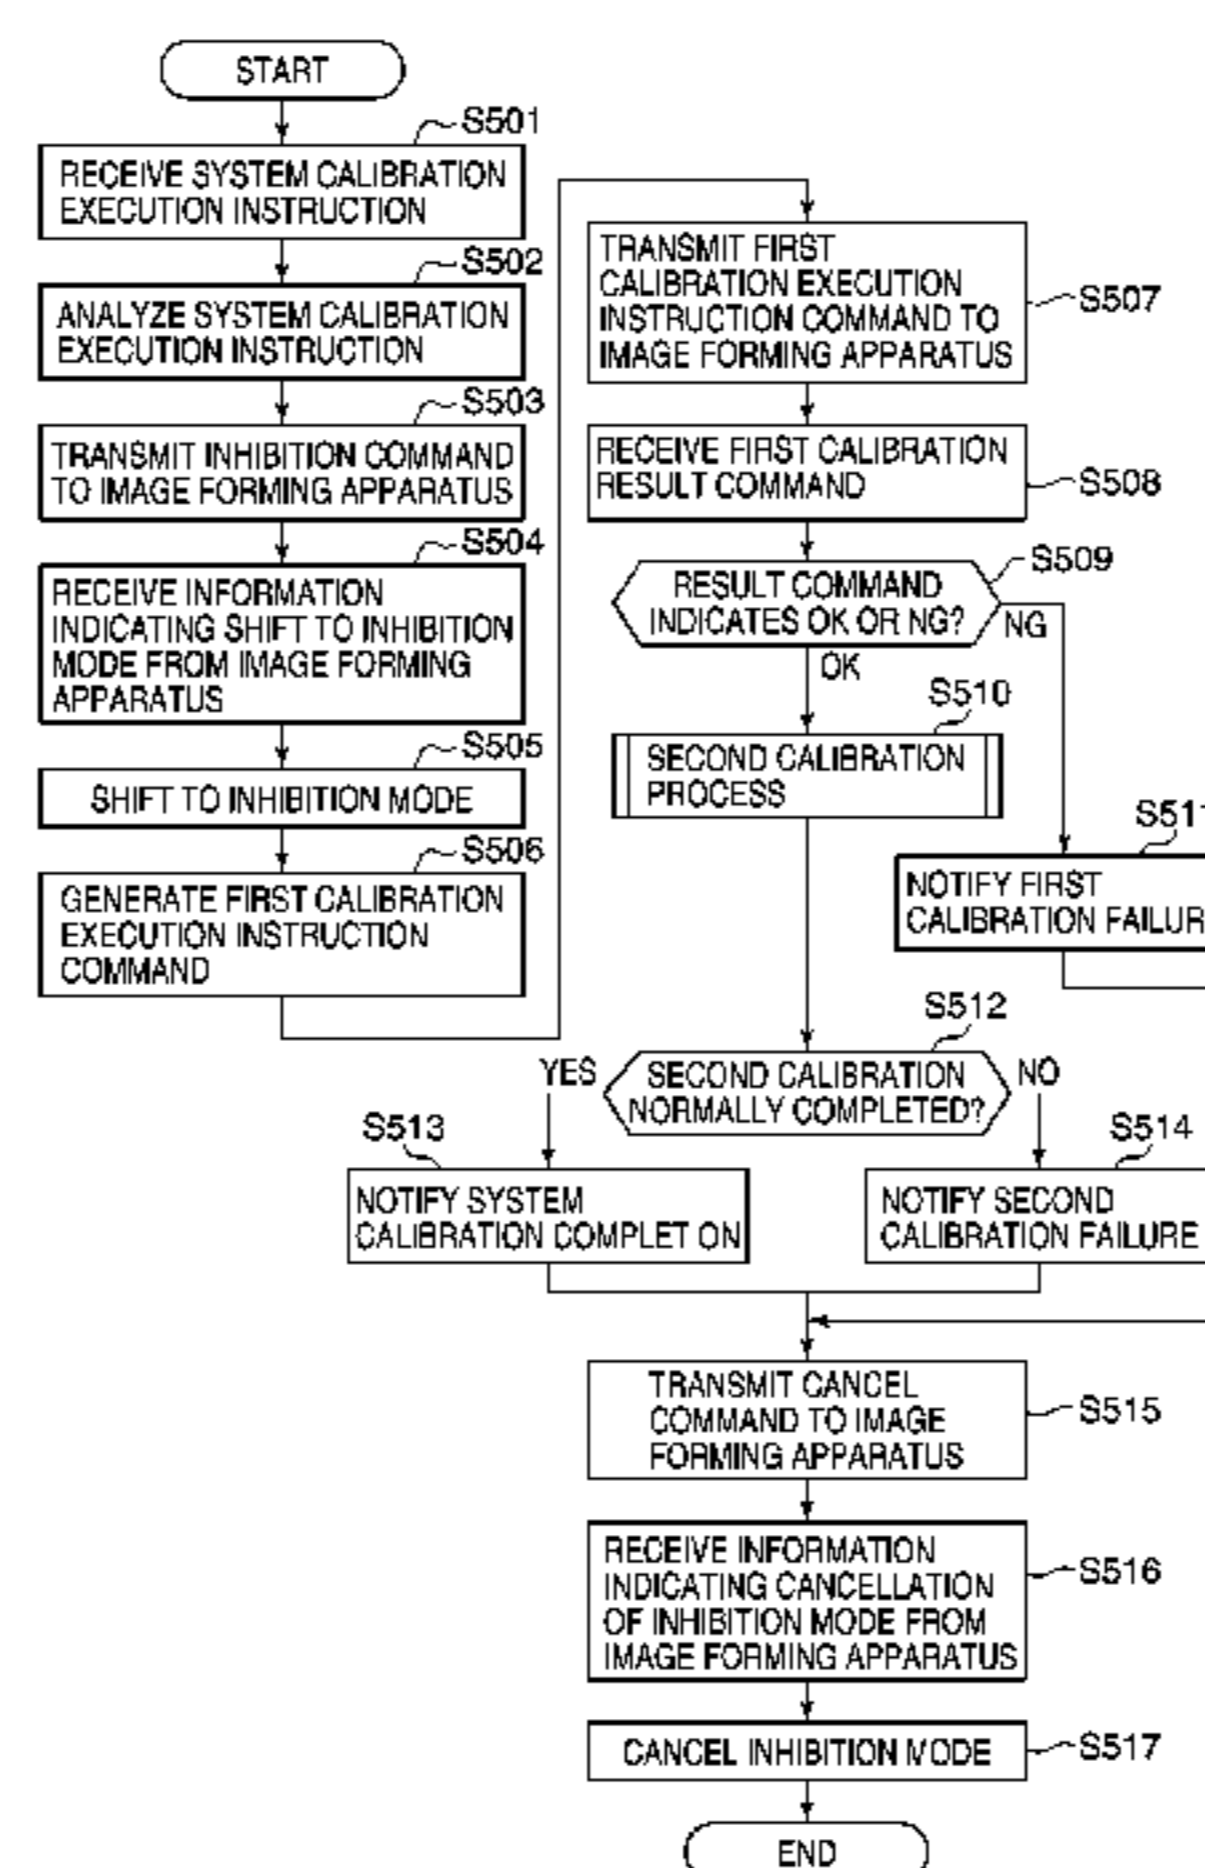 START
S501
RECEIVE SYSTEM CALIBRATION
EXECUTION INSTRUCTION
S502
ANALYZE SYSTEM CALIBRATION
EXECUTION INSTRUCTION
S503
TRANSMIT INHIBITION COMMAND
TO IMAGE FORMING APPARATUS
S504
RECEIVE INFORMATION
INDICATING SHIFT TO INHIBITION
MODE FROM IMAGE FORMING
APPARATUS
S505
SHIFT TO INHIBITION MODE
S506
GENERATE FIRST CALIBRATION
EXECUTION INSTRUCTION
COMMAND
TRANSMIT FIRST
CALIBRATION EXECUTION
INSTRUCTION COMMAND TO
IMAGE FORMING APPARATUS
S507
RECEIVE FIRST CALIBRATION
RESULT COMMAND
S508
S509
RESULT COMMAND
INDICATES OK OR NG?
NG
OK
S510
SECOND CALIBRATION
PROCESS
S511
NOTIFY FIRST
CALIBRATION FAILUR
S512
YES
SECOND CALIBRATION
NORMALLY COMPLETED?
NO
S513
NOTIFY SYSTEM
CALIBRATION COMPLET ON
S514
NOTIFY SECOND
CALIBRATION FAILURE
TRANSMIT CANCEL
COMMAND TO IMAGE
FORMING APPARATUS
S515
RECEIVE INFORMATION
INDICATING CANCELLATION
OF INHIBITION MODE FROM
IMAGE FORMING APPARATUS
S516
CANCEL INHIBITION MODE
S517
END